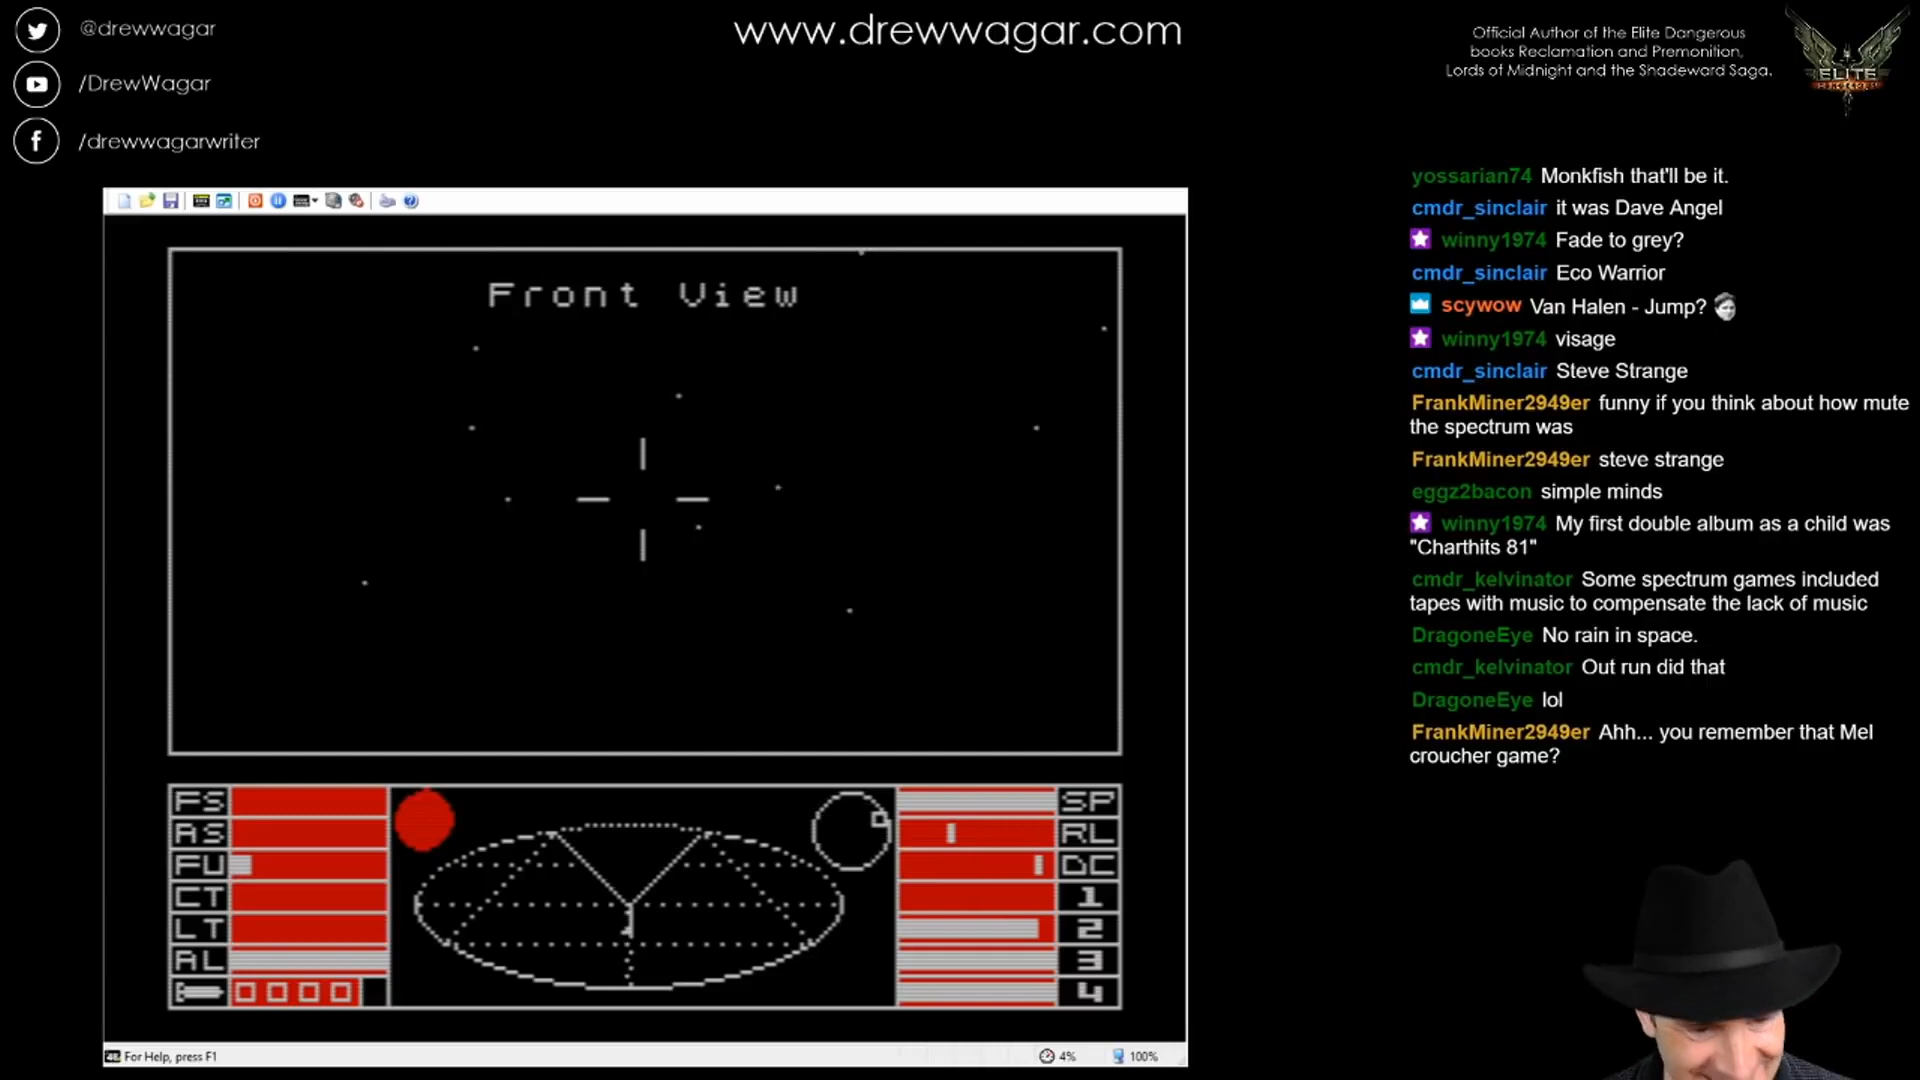 @drewwagar
/DrewWagar
/drewwagarwriter
www.drewwagar.com
Official Author of the Elite Dangerous
books Reclamation and Premonition,
Lords of Midnight and the Shadeward Saga.
ELITE
DANGEROUS
Front View
FS
AS
FU
CT
LT
AL
SP
RL
DC
1
2
3
4
For Help, press F1
4%
100%
yossarian74 Monkfish that'll be it.
cmdr_sinclair it was Dave Angel
winny1974 Fade to grey?
cmdr_sinclair Eco Warrior
scywow Van Halen - Jump?
winny1974 visage
cmdr_sinclair Steve Strange
FrankMiner2949er funny if you think about how mute
the spectrum was
FrankMiner2949er steve strange
eggz2bacon simple minds
winny1974 My first double album as a child was
"Charthits 81"
cmdr_kelvinator Some spectrum games included
tapes with music to compensate the lack of music
DragoneEye No rain in space.
cmdr_kelvinator Out run did that
DragoneEye lol
FrankMiner2949er Ahh... you remember that Mel
croucher game?